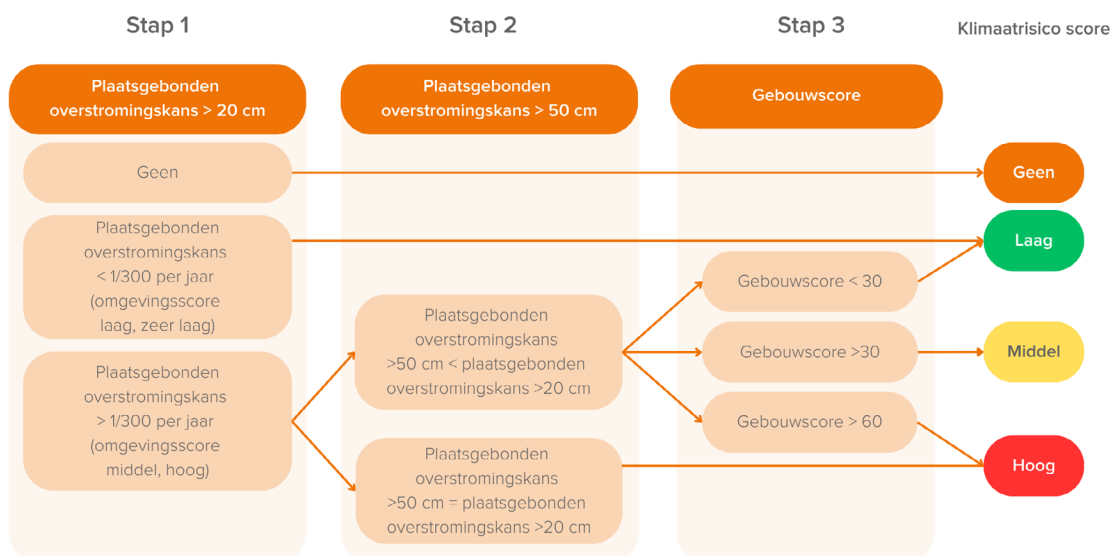 Stap 1
Stap 2
Stap 3
Klimaatrisico score
Plaatsgebonden
overstromingskans > 20 cm
Plaatsgebonden
overstromingskans > 50 cm
Gebouwscore
Geen
Geen
Plaatsgebonden
overstromingskans
< 1/300 per jaar
(omgevingsscore
laag, zeer laag)
Laag
Gebouwscore < 30
Plaatsgebonden
overstromingskans
>50 cm < plaatsgebonden
overstromingskans >20 cm
Gebouwscore >30
Middel
Plaatsgebonden
overstromingskans
> 1/300 per jaar
(omgevingsscore
middel, hoog)
Gebouwscore > 60
Plaatsgebonden
overstromingskans
>50 cm = plaatsgebonden
overstromingskans >20 cm
Hoog